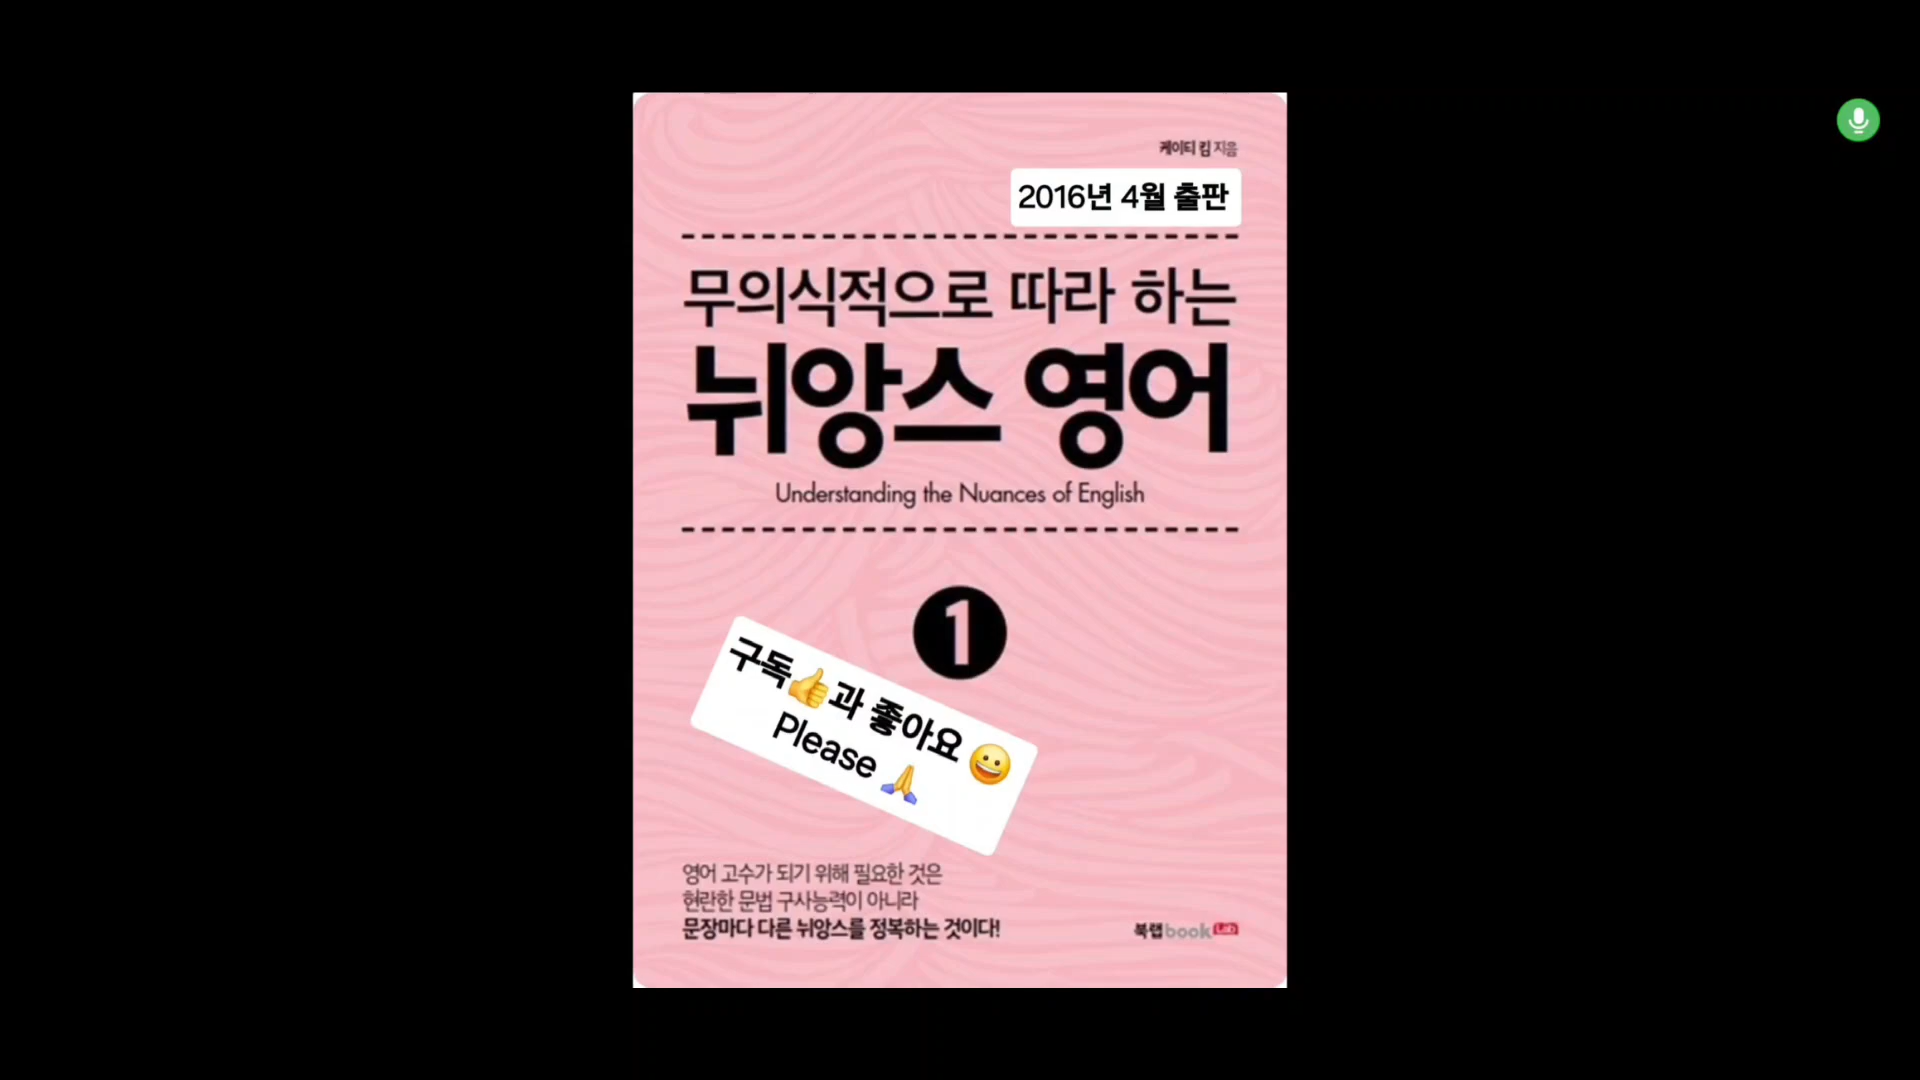 케이티 킴 지음
2016년 4월 출판
무의식적으로 따라 하는
뉘앙스 영어
Understanding the Nuances of English
1
구독👍과 좋아요 😀
Please 🙏
영어 고수가 되기 위해 필요한 것은
현란한 문법 구사능력이 아니라
문장마다 다른 뉘앙스를 정복하는 것이다!
북랩book Lab